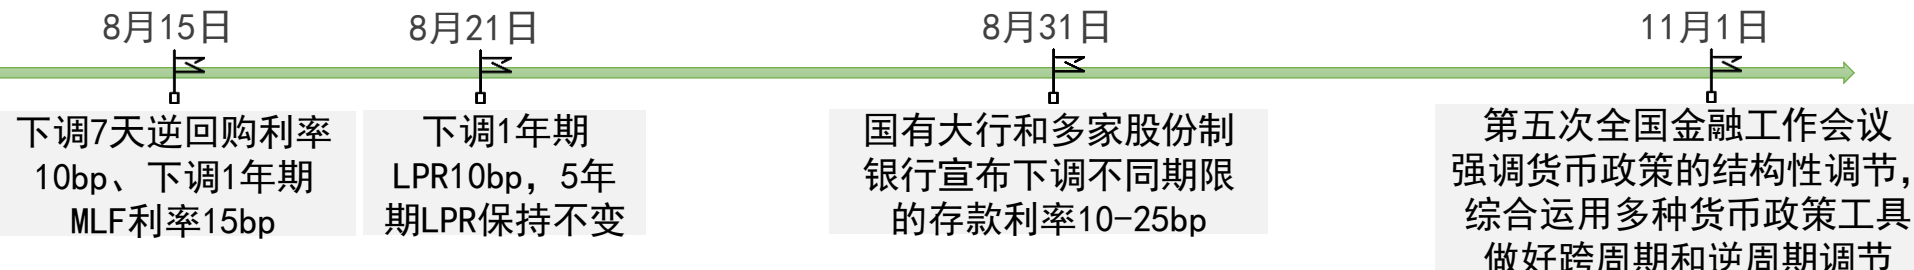 8月15日
下调7天逆回购利率
10bp、下调1年期
MLF利率15bp
8月21日
下调1年期
LPR10bp，5年
期LPR保持不变
8月31日
国有大行和多家股份制
银行宣布下调不同期限
的存款利率10-25bp
11月1日
第五次全国金融工作会议
强调货币政策的结构性调节，
综合运用多种货币政策工具
做好跨周期和逆周期调节